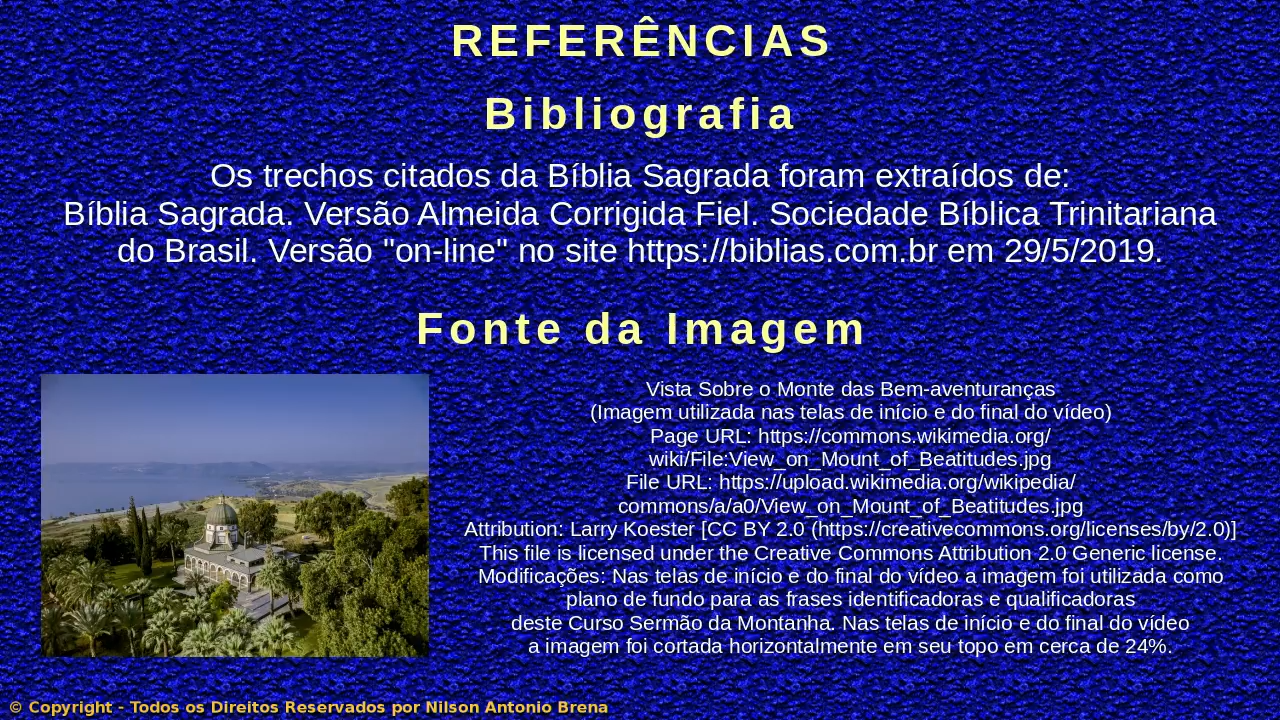 REFERÊNCIAS
Bibliografia
Os trechos citados da Bíblia Sagrada foram extraídos de:
Bíblia Sagrada. Versão Almeida Corrigida Fiel. Sociedade Bíblica Trinitariana
do Brasil. Versão "on-line" no site https://biblias.com.br em 29/5/2019.
Fonte da Imagem
Vista Sobre o Monte das Bem-aventuranças
(Imagem utilizada nas telas de início e do final do vídeo)
Page URL: https://commons.wikimedia.org/
wiki/File:View_on_Mount_of_Beatitudes.jpg
File URL: https://upload.wikimedia.org/wikipedia/
commons/a/a0/View_on_Mount_of_Beatitudes.jpg
Attribution: Larry Koester [CC BY 2.0 (https://creativecommons.org/licenses/by/2.0)]
This file is licensed under the Creative Commons Attribution 2.0 Generic license.
Modificações: Nas telas de início e do final do vídeo a imagem foi utilizada como
plano de fundo para as frases identificadoras e qualificadoras
deste Curso Sermão da Montanha. Nas telas de início e do final do vídeo
a imagem foi cortada horizontalmente em seu topo em cerca de 24%.
© Copyright - Todos os Direitos Reservados por Nilson Antonio Brena